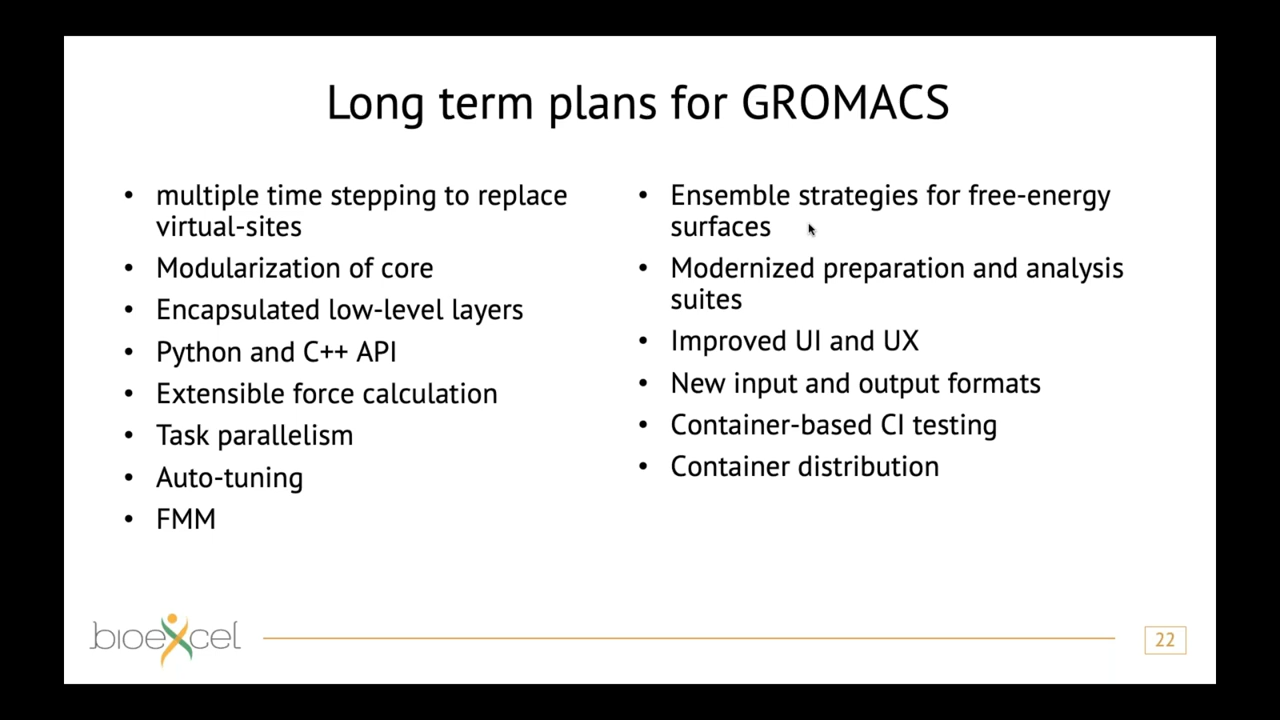 Long term plans for GROMACS
• multiple time stepping to replace
virtual-sites
• Modularization of core
• Encapsulated low-level layers
• Python and C++ API
• Extensible force calculation
• Task parallelism
• Auto-tuning
• FMM
• Ensemble strategies for free-energy
surfaces
• Modernized preparation and analysis
suites
• Improved UI and UX
• New input and output formats
• Container-based CI testing
• Container distribution
bioexcel
22